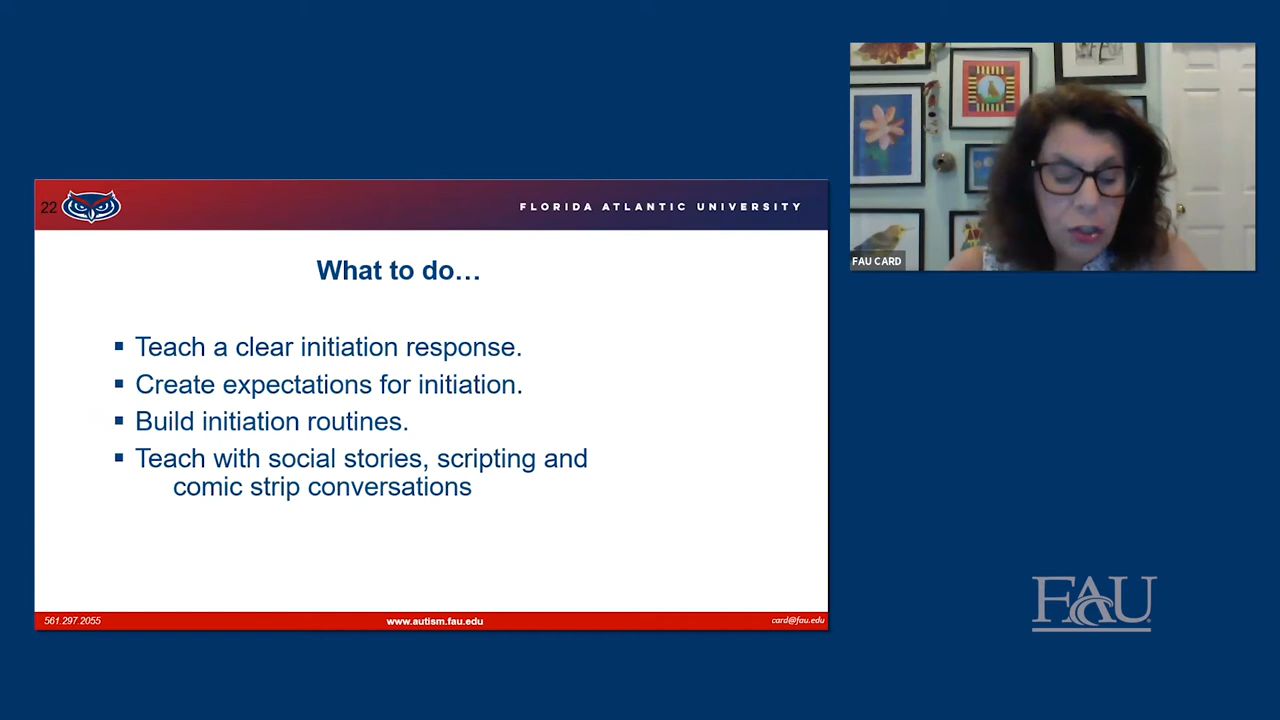 FAU CARD
22
FLORIDA ATLANTIC UNIVERSITY
What to do…
▪ Teach a clear initiation response.
▪ Create expectations for initiation.
▪ Build initiation routines.
▪ Teach with social stories, scripting and
comic strip conversations
561.297.2055
www.autism.fau.edu
card@fau.edu
FAU